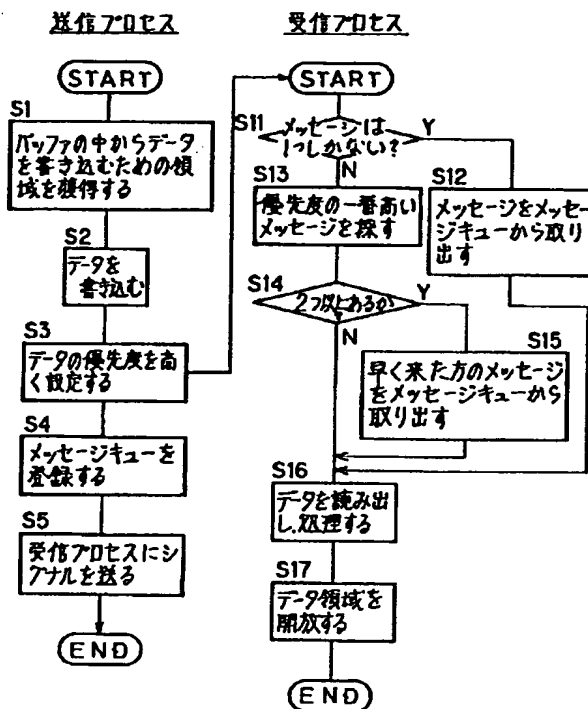 送信プロセス
START
S1
バッファの中からデータ
を書き込むための領
域を獲得する
S2
データを
書き込む
S3
データの優先度を高
く設定する
S4
メッセージキューを
登録する
S5
受信プロセスにシ
グナルを送る
END
受信プロセス
START
S11
メッセージは
1つしかない?
Y
N
S12
メッセージをメッセー
ジキューから取り
出す
S13
優先度の一番高い
メッセージを探す
S14
2つ以上あるか
Y
N
S15
早く来た方のメッセージ
をメッセージキューから
取り出す
S16
データを読み出
し、処理する
S17
データ領域を
開放する
END